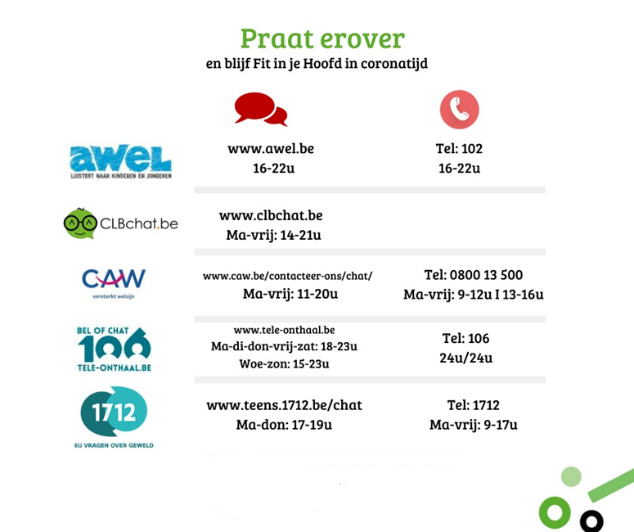 Praat erover
en blijf Fit in je Hoofd in coronatijd
awel
LUISTERT NAAR KINDEREN EN JONGEREN
www.awel.be
16-22u
Tel: 102
16-22u
CLBchat.be
www.clbchat.be
Ma-vrij: 14-21u
CAW
versterkt welzijn
www.caw.be/contacteer-ons/chat/
Ma-vrij: 11-20u
Tel: 0800 13 500
Ma-vrij: 9-12u I 13-16u
BEL OF CHAT
106
TELE-ONTHAAL.BE
www.tele-onthaal.be
Ma-di-don-vrij-zat: 18-23u
Woe-zon: 15-23u
Tel: 106
24u/24u
1712
BIJ VRAGEN OVER GEWELD
www.teens.1712.be/chat
Ma-don: 17-19u
Tel: 1712
Ma-vrij: 9-17u